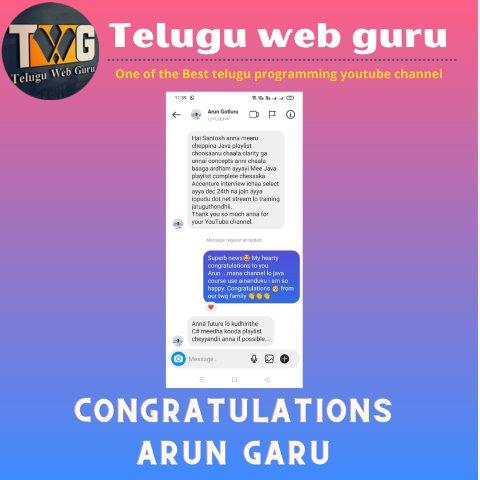 TWG
Telugu Web Guru
Telugu web guru
One of the Best telugu programming youtube channel
11:59
Arun Gotluru
Hai Santosh anna meeru
cheppina Java playlist
choosaanu chaala clarity ga
unnai concepts anni chaala
baaga ardham ayyayi Mee Java
playlist complete chesaaka
Accenture interview ichaa select
ayya dec 24th na join ayya
ippudu dot net stream lo training
jaruguthondhii.
Thank you so much anna for
your YouTube channel.
Message request accepted
Superb news🤩 My hearty
congratulations to you
Arun ...mana channel lo java
course use ainanduku i am so
happy. Congratulations 🥳 from
our twg family 👏👏👏
Anna future lo kudhirithe
C# meedha kooda playlist
cheyyandii anna if possible...
Message...
CONGRATULATIONS
ARUN GARU